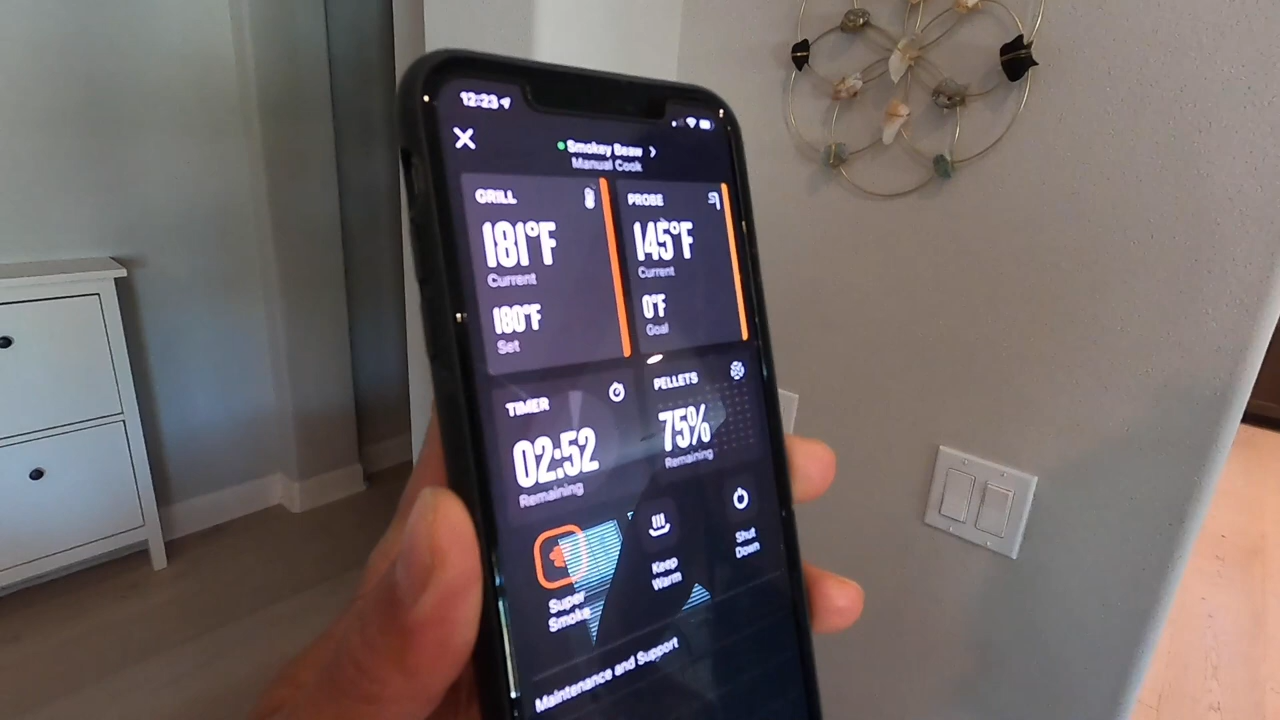 12:23
Smokey Beaw
Manual Cook
GRILL
181°F
Current
180°F
Set
PROBE
145°F
Current
0°F
Goal
TIMER
02:52
Remaining
PELLETS
75%
Remaining
Super
Smoke
Keep
Warm
Shut
Down
Maintenance and Support